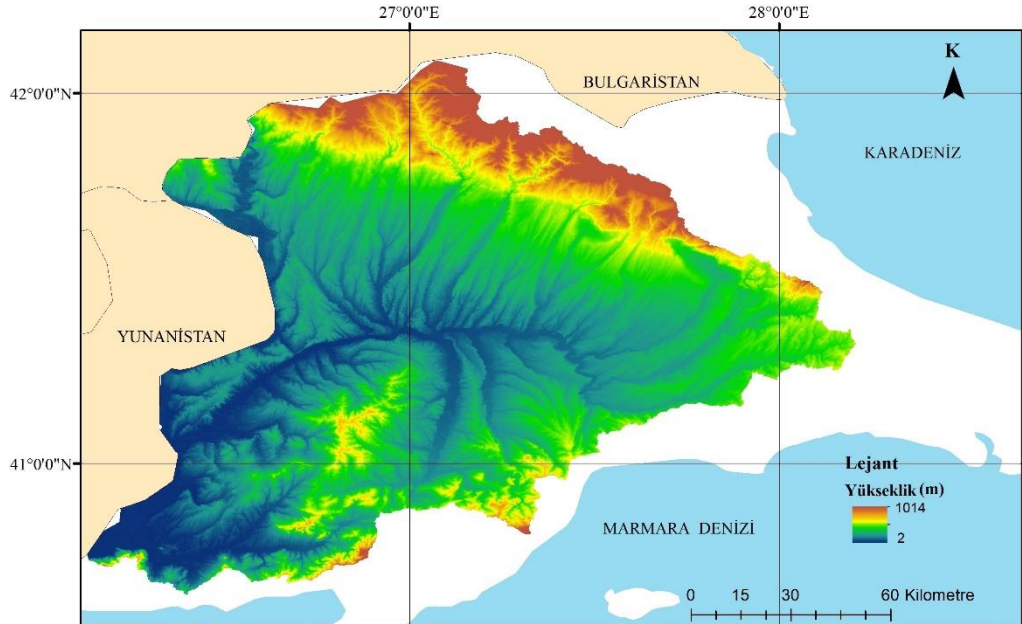 27°0'0"E
28°0'0"E
BULGARİSTAN
K
42°0'0"N
KARADENİZ
YUNANİSTAN
41°0'0"N
Lejant
Yükseklik (m)
1014
2
MARMARA DENİZİ
0 15 30 60 Kilometre